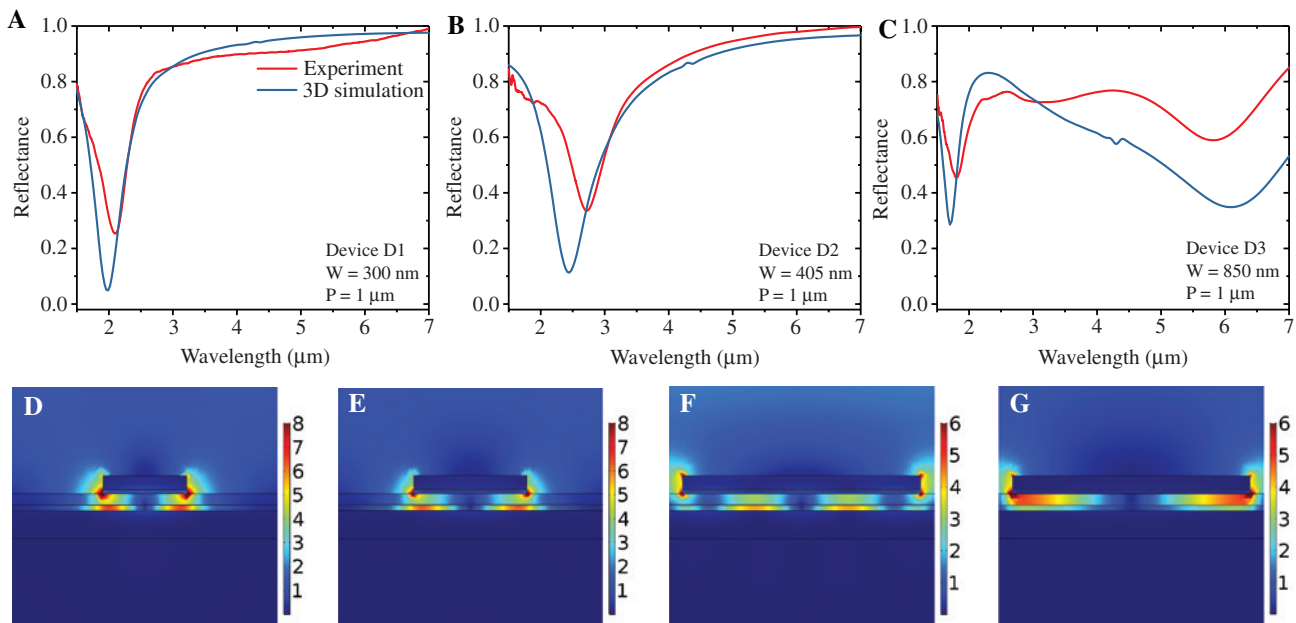 A
1.0
0.8
0.6
0.4
0.2
0.0
Reflectance
Experiment
3D simulation
Device D1
W = 300 nm
P = 1 μm
2
3
4
5
6
7
Wavelength (μm)
B
1.0
0.8
0.6
0.4
0.2
0.0
Reflectance
Device D2
W = 405 nm
P = 1 μm
2
3
4
5
6
7
Wavelength (μm)
C
1.0
0.8
0.6
0.4
0.2
0.0
Reflectance
Device D3
W = 850 nm
P = 1 μm
2
3
4
5
6
7
Wavelength (μm)
D
8
7
6
5
4
3
2
1
E
8
7
6
5
4
3
2
1
F
6
5
4
3
2
1
G
6
5
4
3
2
1